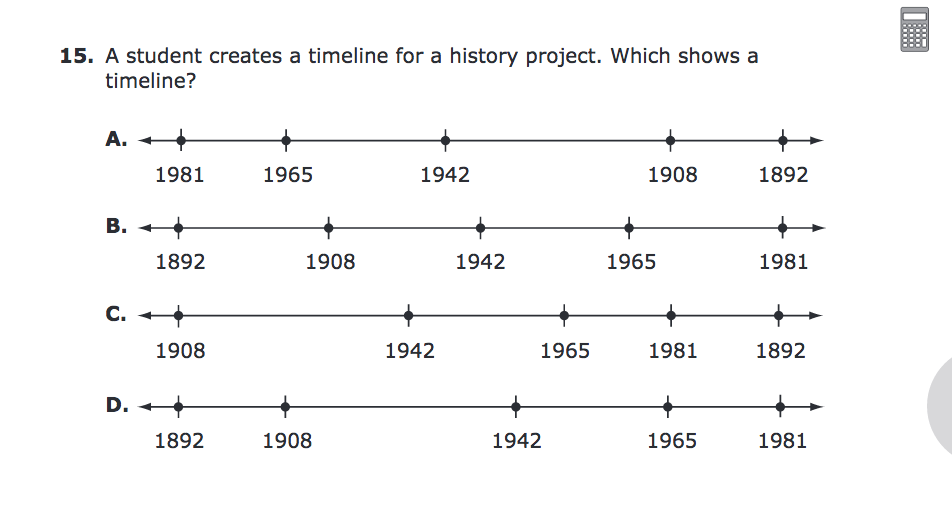 15. A student creates a timeline for a history project. Which shows a
timeline?
A.
1981 1965 1942 1908 1892
B.
1892 1908 1942 1965 1981
C.
1908 1942 1965 1981 1892
D.
1892 1908 1942 1965 1981